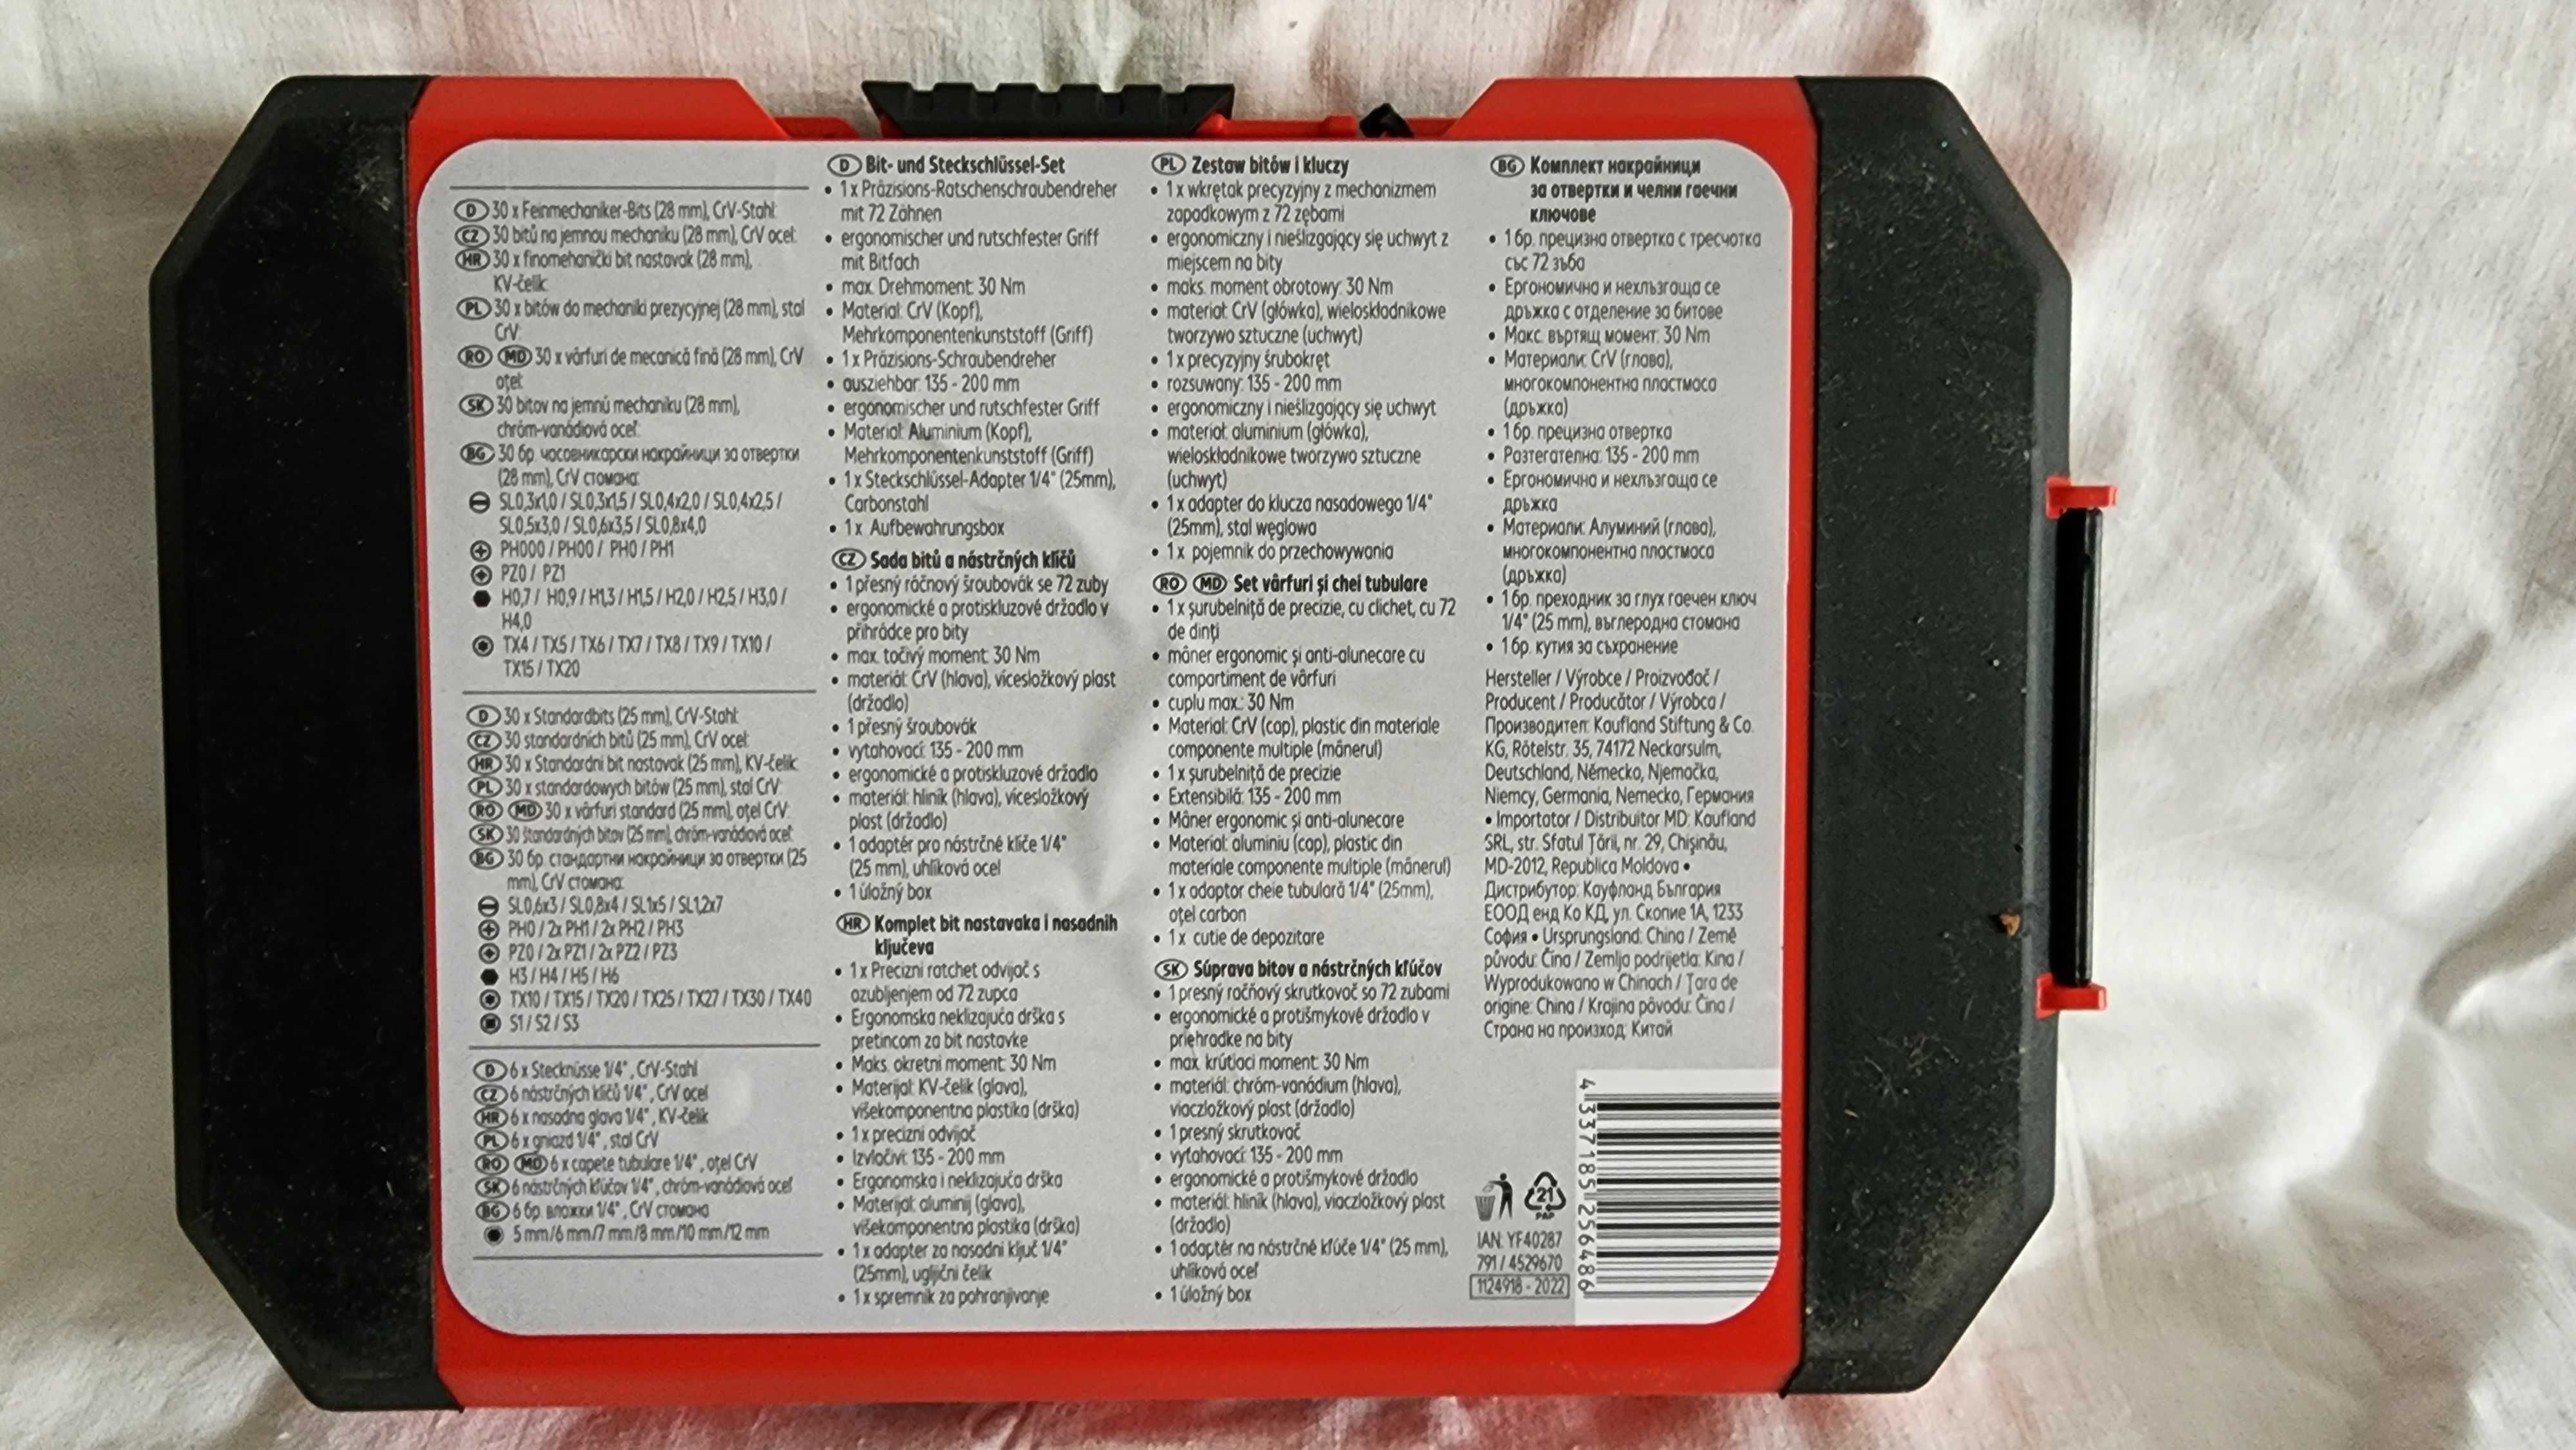 D 30 x Feinmechaniker-Bits (28 mm), CrV-Stahl:
CZ 30 bitů na jemnou mechaniku (28 mm), CrV ocel:
HR 30 x finomehanički bit nastavak (28 mm),
KV-čelik:
PL 30 x bitów do mechaniki prezycyjnej (28 mm), stal
CrV:
RO MD 30 x vârfuri de mecanică fină (28 mm), CrV
oțel:
SK 30 bitov na jemnú mechaniku (28 mm),
chróm-vanádiová oceľ:
BG 30 бр. часовникарски накрайници за отвертки
(28 mm), CrV стомана:
SL0,3x1,0 / SL0,3x1,5 / SL0,4x2,0 / SL0,4x2,5 /
SL0,5x3,0 / SL0,6x3,5 / SL0,8x4,0
PH000 / PH00 / PH0 / PH1
PZ0 / PZ1
H0,7 / H0,9 / H1,3 / H1,5 / H2,0 / H2,5 / H3,0 /
H4,0
TX4 / TX5 / TX6 / TX7 / TX8 / TX9 / TX10 /
TX15 / TX20
D 30 x Standardbits (25 mm), CrV-Stahl:
CZ 30 standardních bitů (25 mm), CrV ocel:
HR 30 x Standardni bit nastavak (25 mm), KV-čelik:
PL 30 x standardowych bitów (25 mm), stal CrV:
RO MD 30 x vârfuri standard (25 mm), oțel CrV:
SK 30 štandardných bitov (25 mm), chróm-vanádiová oceľ:
BG 30 бр. стандартни накрайници за отвертки (25
mm), CrV стомана:
SL0,6x3 / SL0,8x4 / SL1x5 / SL1,2x7
PH0 / 2x PH1 / 2x PH2 / PH3
PZ0 / 2x PZ1 / 2x PZ2 / PZ3
H3 / H4 / H5 / H6
TX10 / TX15 / TX20 / TX25 / TX27 / TX30 / TX40
S1 / S2 / S3
D 6 x Stecknüsse 1/4", CrV-Stahl
CZ 6 nástrčných klíčů 1/4", CrV ocel
HR 6 x nasadna glava 1/4", KV-čelik
PL 6 x gniazd 1/4", stal CrV
RO MD 6 x capete tubulare 1/4", oțel CrV
SK 6 nástrčných kľúčov 1/4", chróm-vanádiová oceľ
BG 6 бр. вложки 1/4", CrV стомана
5 mm/6 mm/7 mm/8 mm/10 mm/12 mm
D Bit- und Steckschlüssel-Set
• 1 x Präzisions-Ratschenschraubendreher
mit 72 Zähnen
• ergonomischer und rutschfester Griff
mit Bitfach
• max. Drehmoment: 30 Nm
• Material: CrV (Kopf),
Mehrkomponentenkunststoff (Griff)
• 1 x Präzisions-Schraubendreher
• ausziehbar: 135 - 200 mm
• ergonomischer und rutschfester Griff
• Material: Aluminium (Kopf),
Mehrkomponentenkunststoff (Griff)
• 1 x Steckschlüssel-Adapter 1/4" (25mm),
Carbonstahl
• 1 x Aufbewahrungsbox
CZ Sada bitů a nástrčných klíčů
• 1 přesný ráčnový šroubovák se 72 zuby
• ergonomické a protiskluzové držadlo v
přihrádce pro bity
• max. točivý moment: 30 Nm
• materiál: CrV (hlava), vícesložkový plast
(držadlo)
• 1 přesný šroubovák
• vytahovací: 135 - 200 mm
• ergonomické a protiskluzové držadlo
• materiál: hliník (hlava), vícesložkový
plast (držadlo)
• 1 adaptér pro nástrčné klíče 1/4"
(25 mm), uhlíková ocel
• 1 úložný box
HR Komplet bit nastavaka i nasadnih
ključeva
• 1 x Precizni ratchet odvijač s
ozubljenjem od 72 zupca
• Ergonomska neklizajuća drška s
pretincom za bit nastavke
• Maks. okretni moment: 30 Nm
• Materijal: KV-čelik (glava),
višekomponentna plastika (drška)
• 1 x precizni odvijač
• Izvlačivi: 135 - 200 mm
• Ergonomska i neklizajuća drška
• Materijal: aluminij (glava),
višekomponentna plastika (drška)
• 1 x adapter za nasadni ključ 1/4"
(25mm), ugljični čelik
• 1 x spremnik za pohranjivanje
PL Zestaw bitów i kluczy
• 1 x wkrętak precyzyjny z mechanizmem
zapadkowym z 72 zębami
• ergonomiczny i nieślizgający się uchwyt z
miejscem na bity
• maks. moment obrotowy: 30 Nm
• materiał: CrV (główka), wieloskładnikowe
tworzywo sztuczne (uchwyt)
• 1 x precyzyjny śrubokręt
• rozsuwany: 135 - 200 mm
• ergonomiczny i nieślizgający się uchwyt
• materiał: aluminium (główka),
wieloskładnikowe tworzywo sztuczne
(uchwyt)
• 1 x adapter do klucza nasadowego 1/4"
(25mm), stal węglowa
• 1 x pojemnik do przechowywania
RO MD Set vârfuri și chei tubulare
• 1 x șurubelniță de precizie, cu clichet, cu 72
de dinți
• mâner ergonomic și anti-alunecare cu
compartiment de vârfuri
• cuplu max.: 30 Nm
• Material: CrV (cap), plastic din materiale
componente multiple (mânerul)
• 1 x șurubelniță de precizie
• Extensibilă: 135 - 200 mm
• Mâner ergonomic și anti-alunecare
• Material: aluminiu (cap), plastic din
materiale componente multiple (mânerul)
• 1 x adaptor cheie tubulară 1/4" (25mm),
oțel carbon
• 1 x cutie de depozitare
SK Súprava bitov a nástrčných kľúčov
• 1 presný račňový skrutkovač so 72 zubami
• ergonomické a protišmykové držadlo v
priehradke na bity
• max. krútiaci moment: 30 Nm
• materiál: chróm-vanádium (hlava),
viaczložkový plast (držadlo)
• 1 presný skrutkovač
• vyťahovací: 135 - 200 mm
• ergonomické a protišmykové držadlo
• materiál: hliník (hlava), viaczložkový plast
(držadlo)
• 1 adaptér na nástrčné kľúče 1/4" (25 mm),
uhlíková oceľ
• 1 úložný box
BG Комплект накрайници
за отвертки и челни гаечни
ключове
• 1 бр. прецизна отвертка с тресчотка
със 72 зъба
• Ергономична и нехлъзгаща се
дръжка с отделение за битове
• Макс. въртящ момент: 30 Nm
• Материали: CrV (глава),
многокомпонентна пластмаса
(дръжка)
• 1 бр. прецизна отвертка
• Разтегателна: 135 - 200 mm
• Ергономична и нехлъзгаща се
дръжка
• Материали: Алуминий (глава),
многокомпонентна пластмаса
(дръжка)
• 1 бр. преходник за глух гаечен ключ
1/4" (25 mm), въглеродна стомана
• 1 бр. кутия за съхранение
Hersteller / Výrobce / Proizvođač /
Producent / Producător / Výrobca /
Производител: Kaufland Stiftung & Co.
KG, Rötelstr. 35, 74172 Neckarsulm,
Deutschland, Německo, Njemačka,
Niemcy, Germania, Nemecko, Германия
• Importator / Distribuitor MD: Kaufland
SRL, str. Sfatul Țării, nr. 29, Chișinău,
MD-2012, Republica Moldova •
Дистрибутор: Кауфланд България
ЕООД енд Ко КД, ул. Скопие 1А, 1233
София • Ursprungsland: China / Země
původu: Čína / Zemlja podrijetla: Kina /
Wyprodukowano w Chinach / Țara de
origine: China / Krajina pôvodu: Čína /
Страна на произход: Китай
21
PAP
IAN: YF40287
791 / 4529670
1124918 - 2022
4 337185 256486